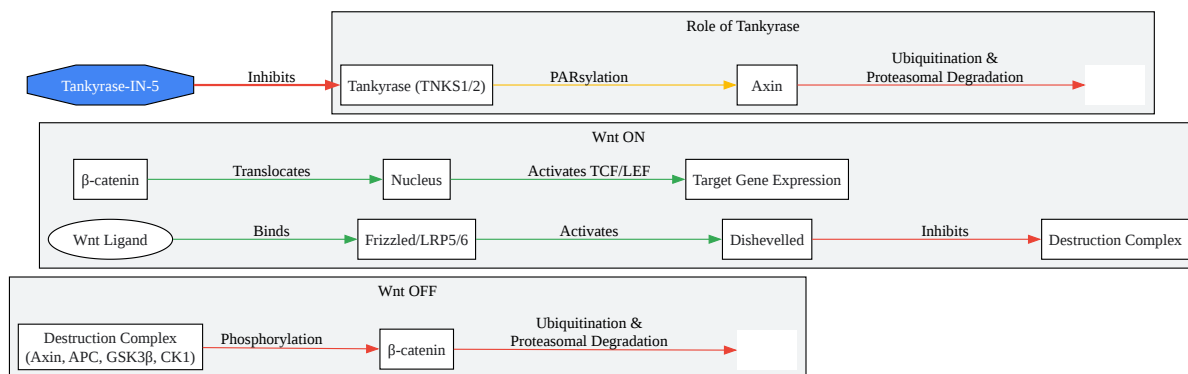 Role of Tankyrase
Tankyrase-IN-5
Inhibits
Tankyrase (TNKS1/2)
PARsylation
Axin
Ubiquitination &
Proteasomal Degradation
Wnt ON
β-catenin
Translocates
Nucleus
Activates TCF/LEF
Target Gene Expression
Wnt Ligand
Binds
Frizzled/LRP5/6
Activates
Dishevelled
Inhibits
Destruction Complex
Wnt OFF
Destruction Complex
(Axin, APC, GSK3β, CK1)
Phosphorylation
β-catenin
Ubiquitination &
Proteasomal Degradation